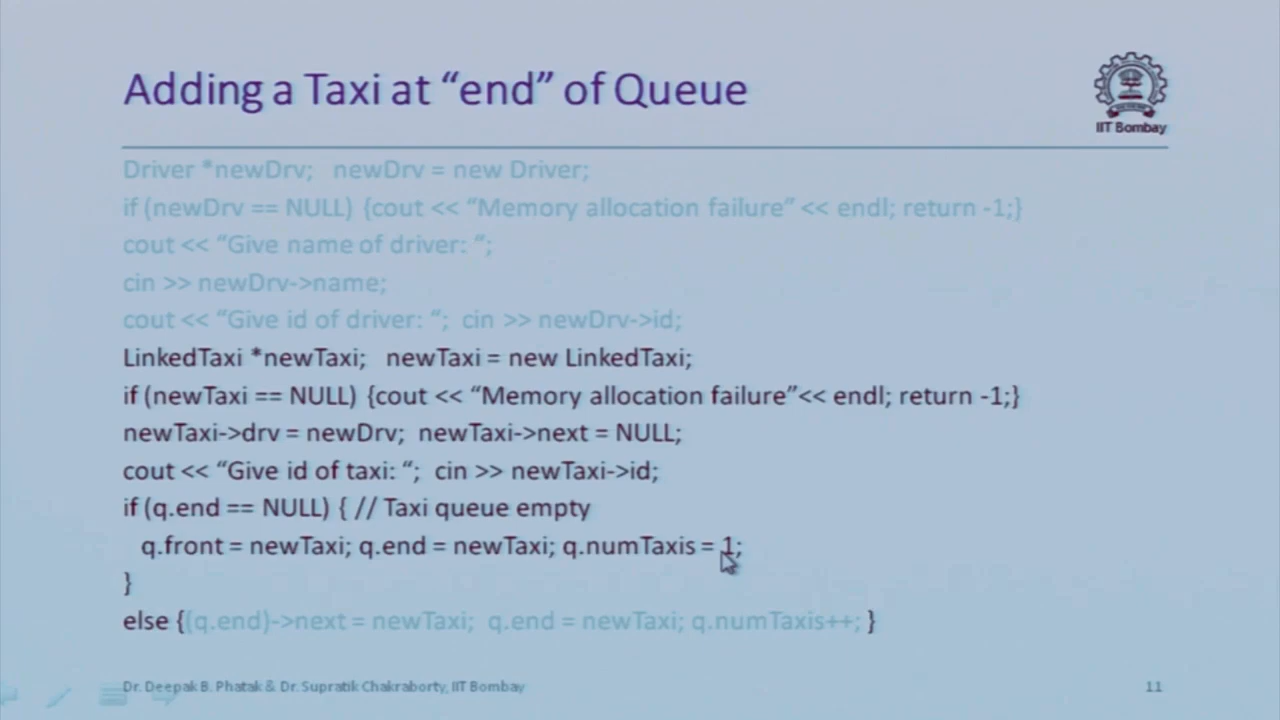 Adding a Taxi at “end” of Queue
IIT Bombay
Driver *newDrv; newDrv = new Driver;
if (newDrv == NULL) {cout << “Memory allocation failure” << endl; return -1;}
cout << “Give name of driver: ”;
cin >> newDrv->name;
cout << “Give id of driver: “; cin >> newDrv->id;
LinkedTaxi *newTaxi; newTaxi = new LinkedTaxi;
if (newTaxi == NULL) {cout << “Memory allocation failure”<< endl; return -1;}
newTaxi->drv = newDrv; newTaxi->next = NULL;
cout << “Give id of taxi: “; cin >> newTaxi->id;
if (q.end == NULL) { // Taxi queue empty
q.front = newTaxi; q.end = newTaxi; q.numTaxis = 1;
}
else {(q.end)->next = newTaxi; q.end = newTaxi; q.numTaxis++; }
Dr. Deepak B. Phatak & Dr. Supratik Chakraborty, IIT Bombay
11